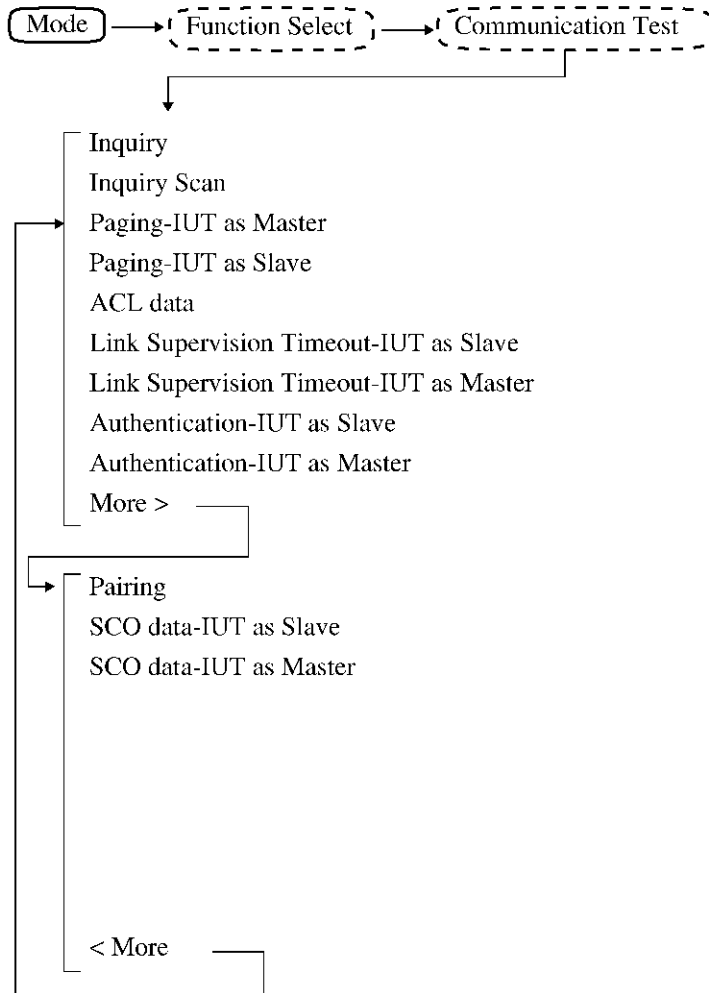 Mode Function Select Communication Test
Inquiry
Inquiry Scan
Paging-IUT as Master
Paging-IUT as Slave
ACL data
Link Supervision Timeout-IUT as Slave
Link Supervision Timeout-IUT as Master
Authentication-IUT as Slave
Authentication-IUT as Master
More >
Pairing
SCO data-IUT as Slave
SCO data-IUT as Master
< More